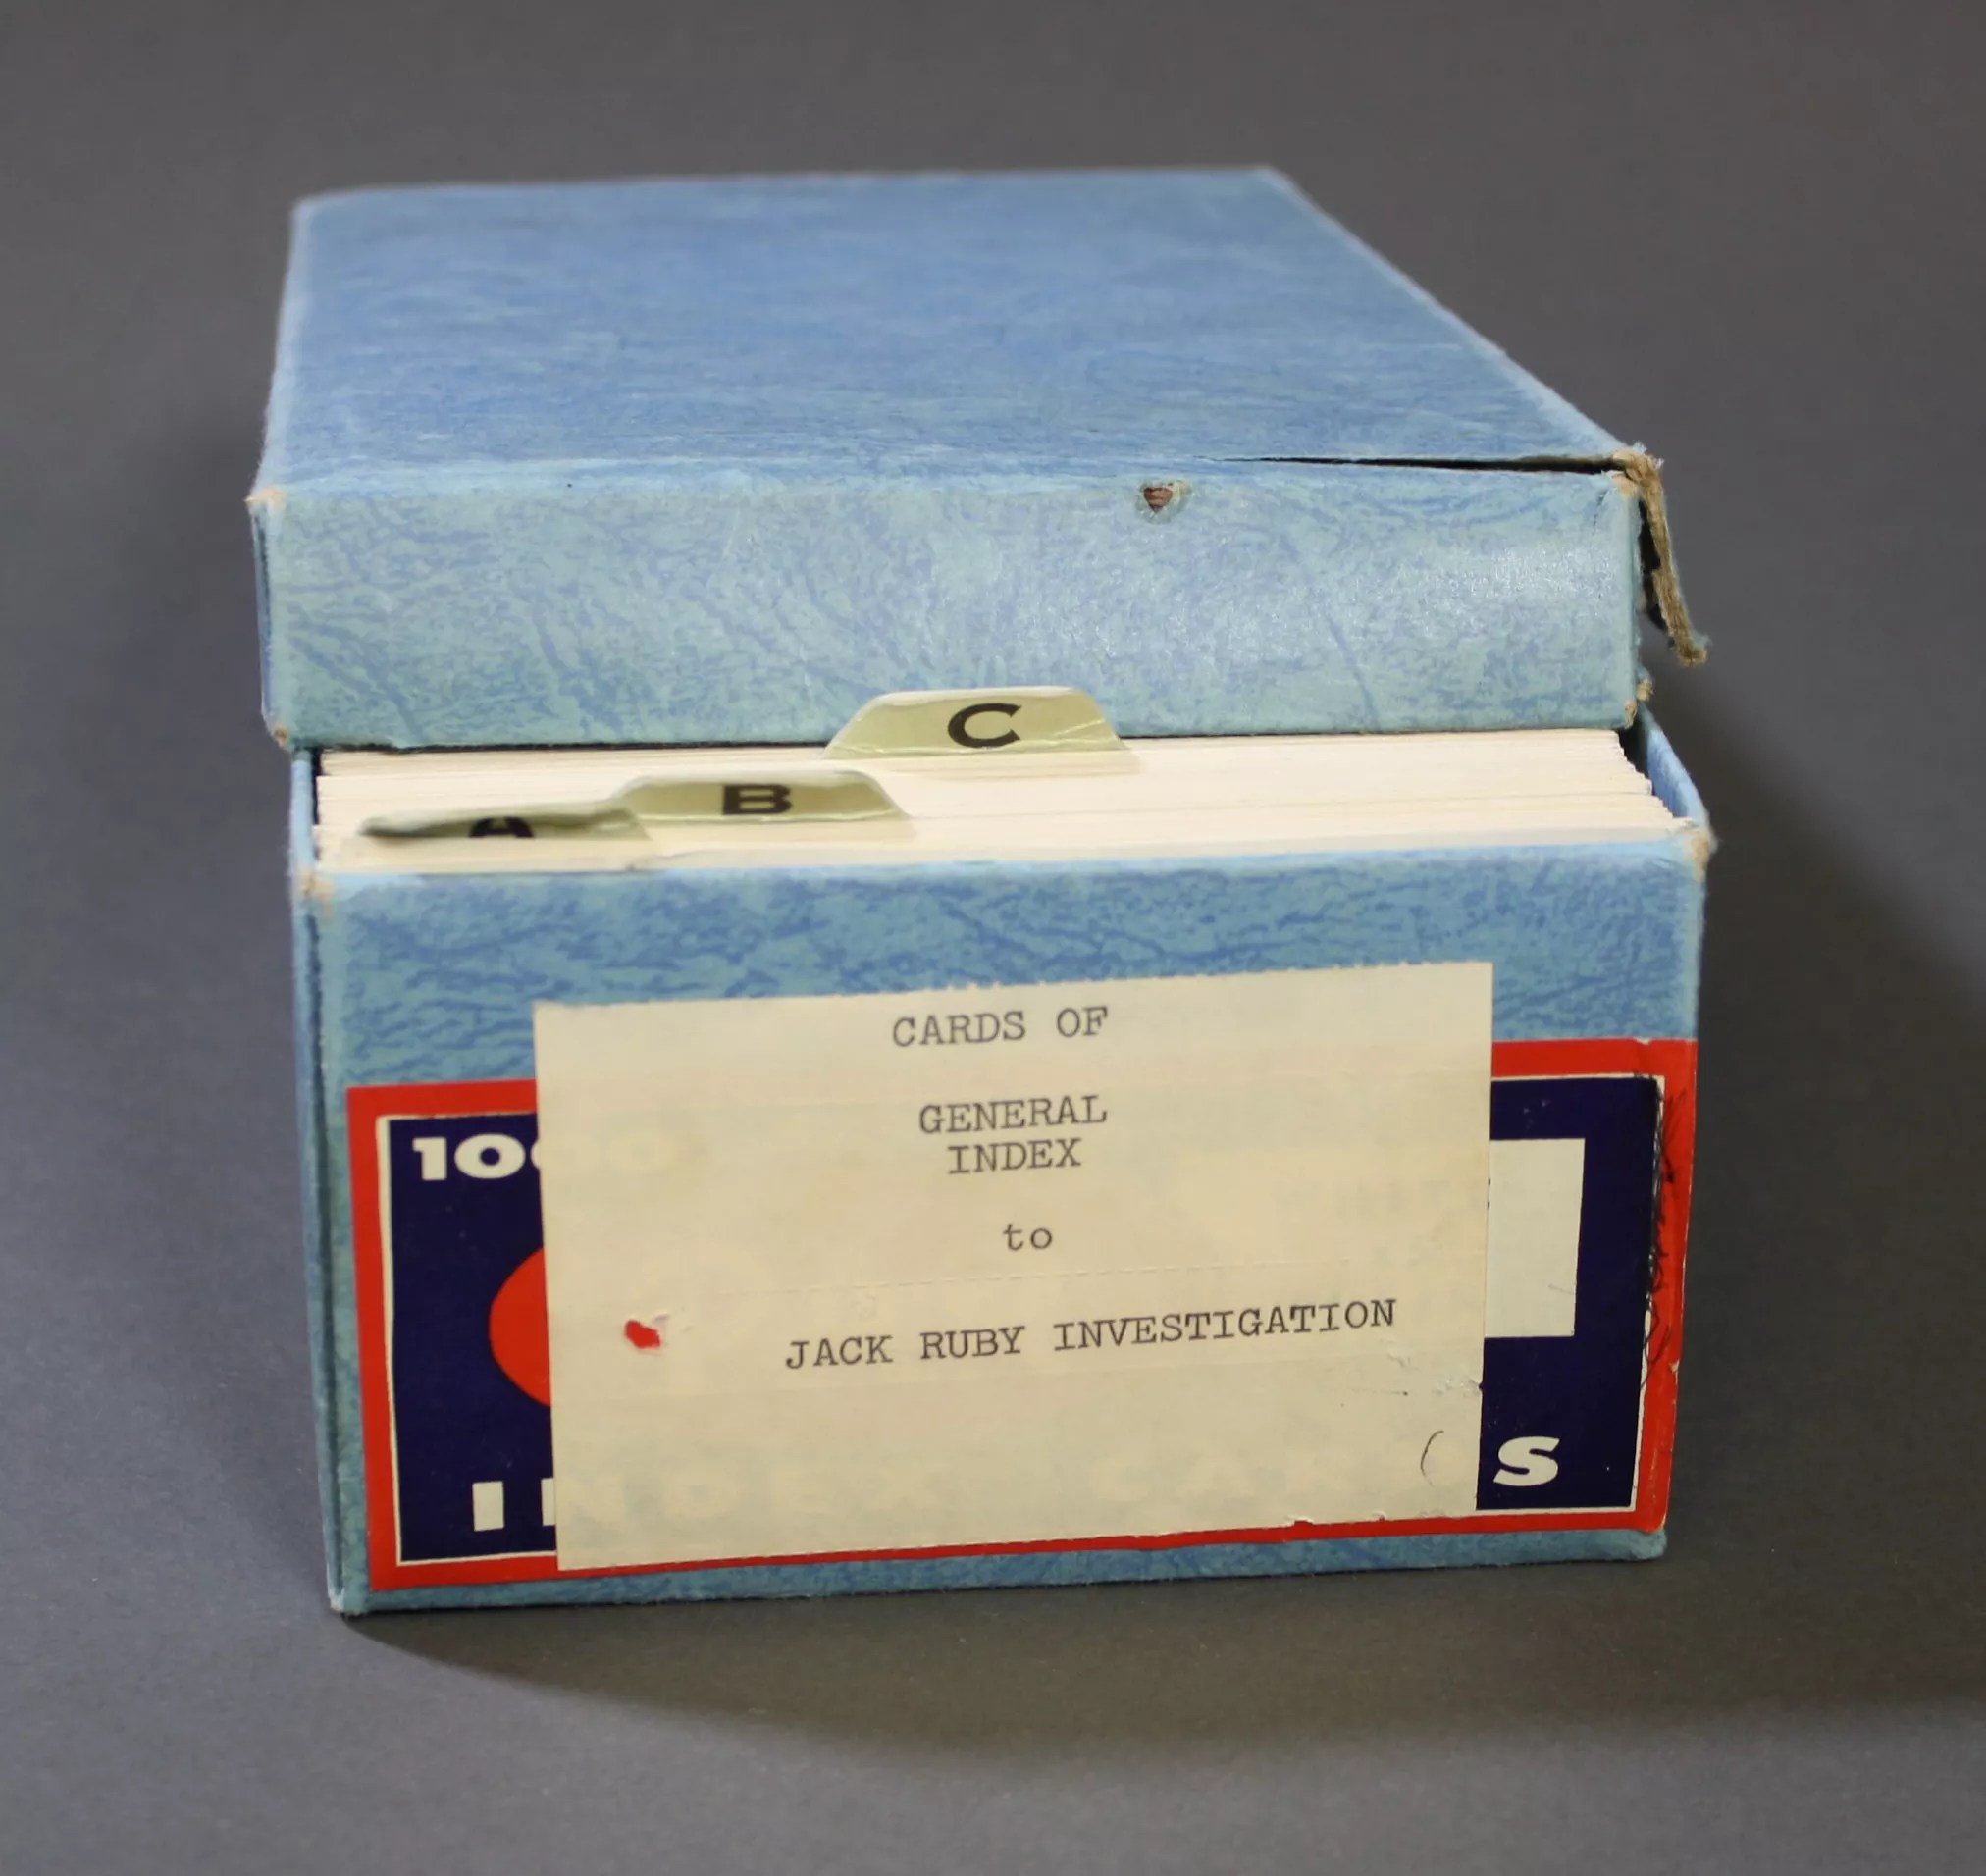 C
B
A
CARDS OF
GENERAL
INDEX
to
JACK RUBY INVESTIGATION
S